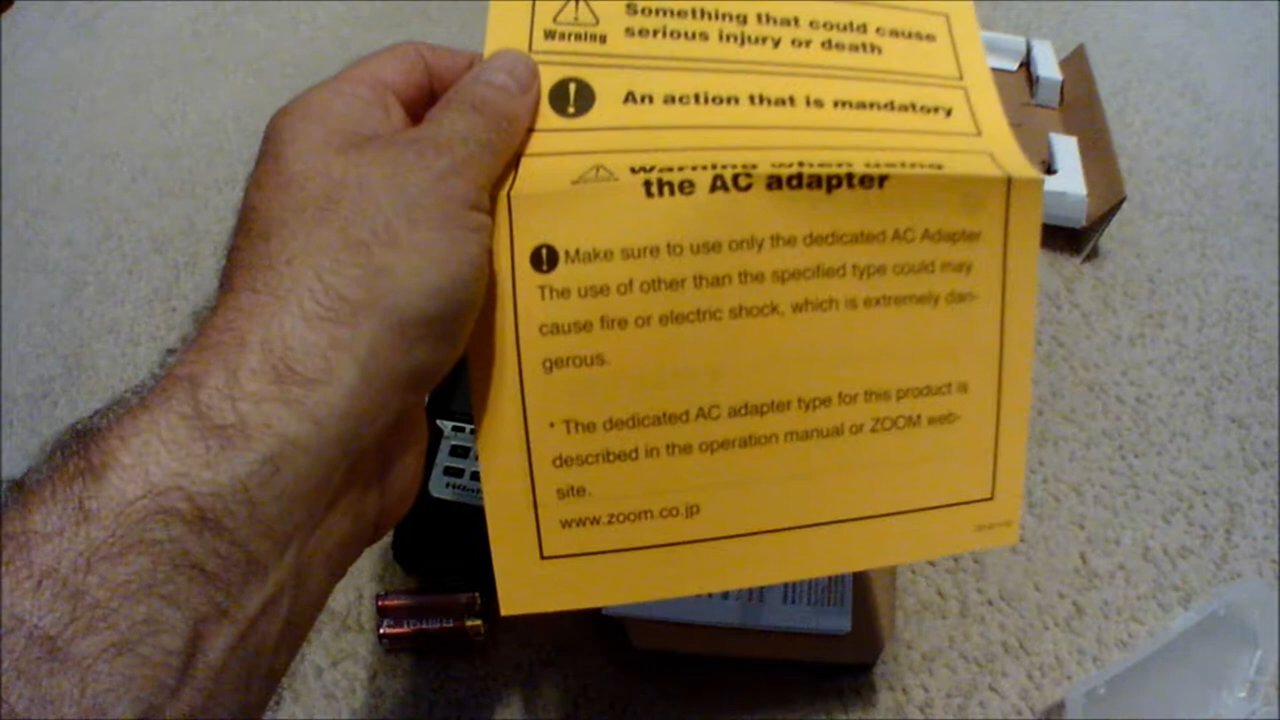 Something that could cause
Warning serious injury or death
An action that is mandatory
Warning when using
the AC adapter
Make sure to use only the dedicated AC Adapter
The use of other than the specified type could may
cause fire or electric shock, which is extremely dan-
gerous.
* The dedicated AC adapter type for this product is
described in the operation manual or ZOOM web-
site.
www.zoom.co.jp